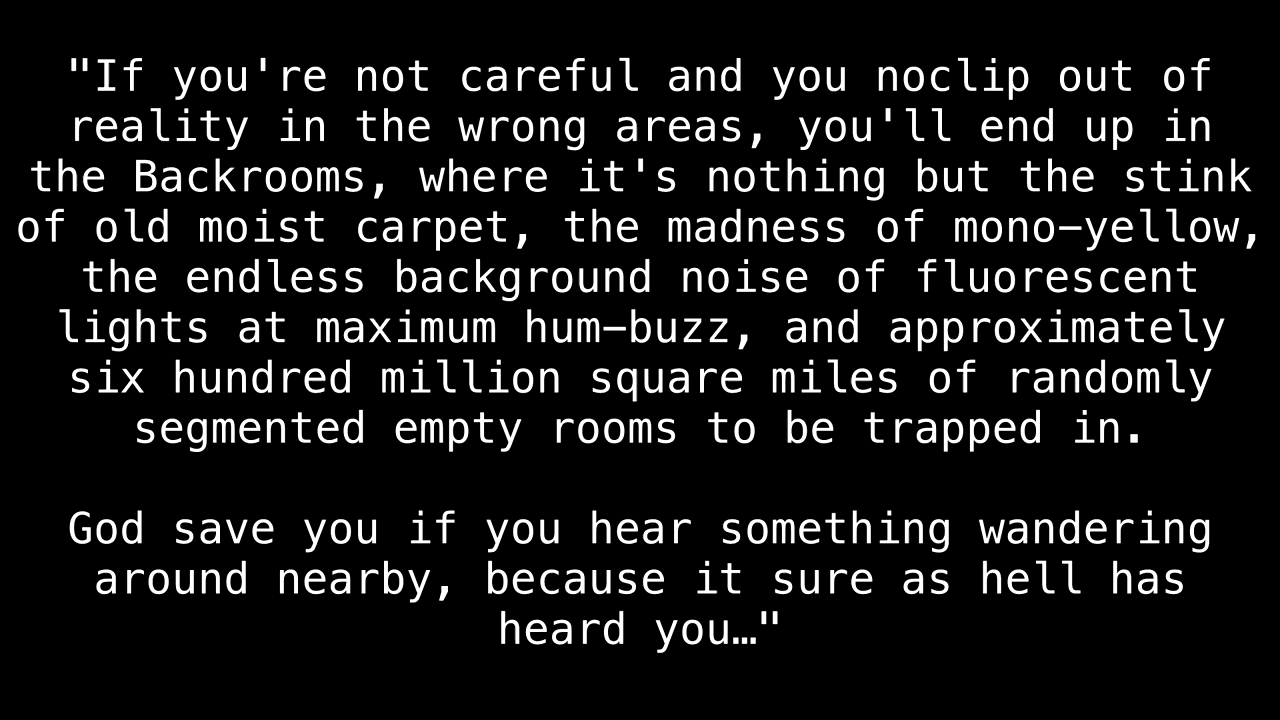 "If you're not careful and you noclip out of
reality in the wrong areas, you'll end up in
the Backrooms, where it's nothing but the stink
of old moist carpet, the madness of mono-yellow,
the endless background noise of fluorescent
lights at maximum hum-buzz, and approximately
six hundred million square miles of randomly
segmented empty rooms to be trapped in.
God save you if you hear something wandering
around nearby, because it sure as hell has
heard you…"